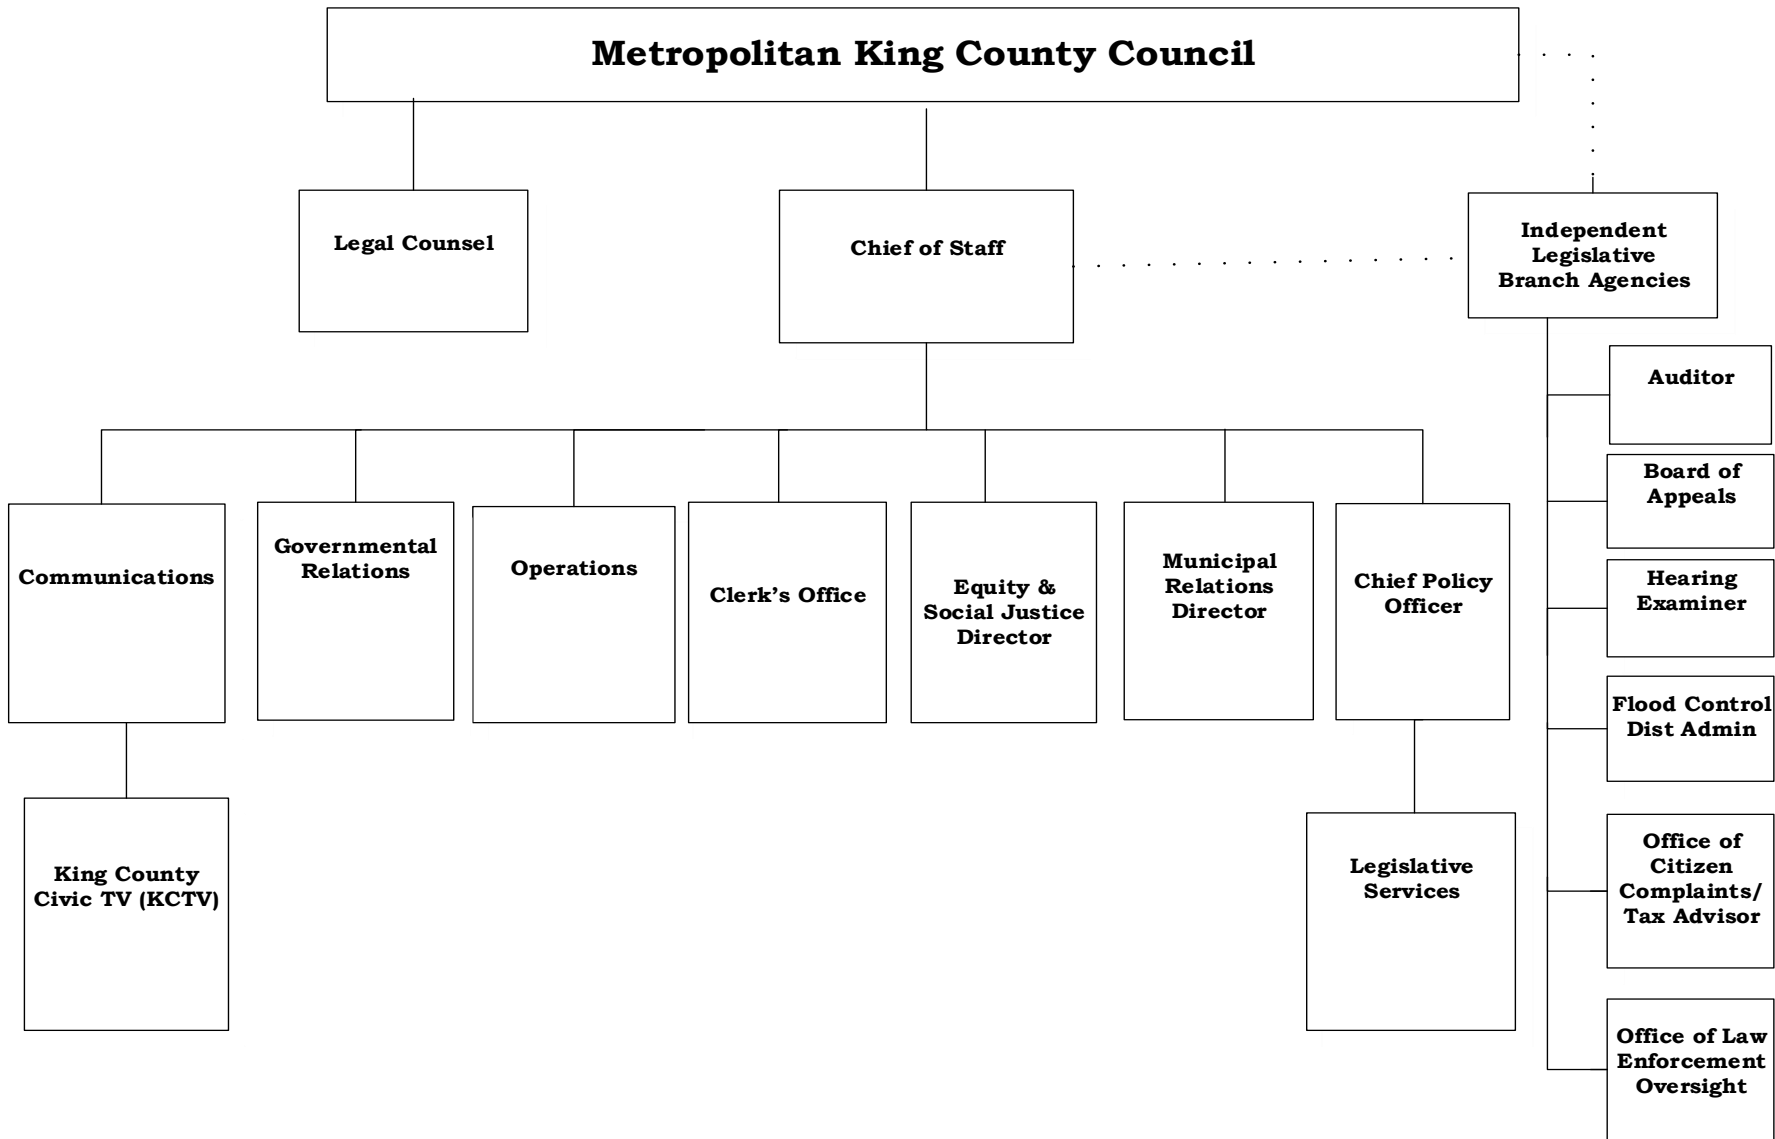 Metropolitan King County Council
Legal Counsel
Chief of Staff
Independent
Legislative
Branch Agencies
Auditor
Board of
Appeals
Hearing
Examiner
Flood Control
Dist Admin
Office of
Citizen
Complaints/
Tax Advisor
Office of Law
Enforcement
Oversight
Communications
Governmental
Relations
Operations
Clerk’s Office
Equity &
Social Justice
Director
Municipal
Relations
Director
Chief Policy
Officer
King County
Civic TV (KCTV)
Legislative
Services